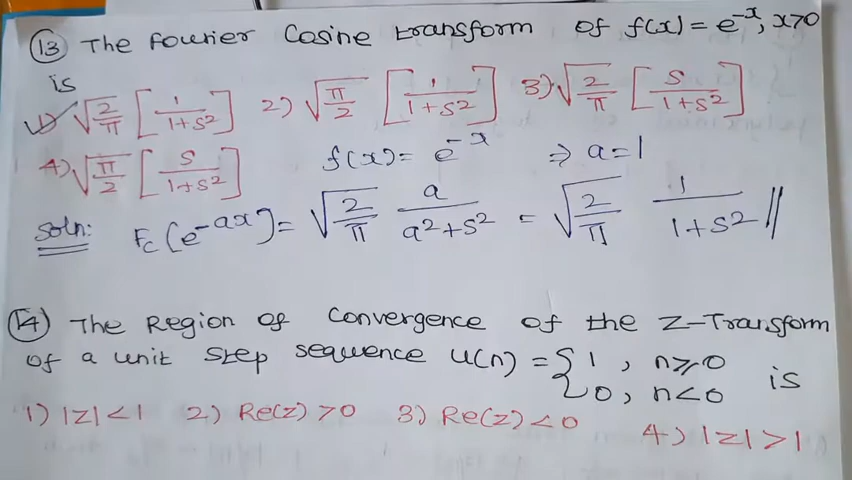 13 The Fourier Cosine transform of f(x) = e^-x, x>0
is
1) √2/π [1/1+s²] 2) √π/2 [1/1+s²] 3) √2/π [s/1+s²]
4) √π/2 [s/1+s²] f(x) = e^-x ⇒ a=1
Soln: Fc(e^-ax) = √2/π a/a²+s² = √2/π 1/1+s² //
14 The Region of Convergence of the Z-Transform
of a unit step sequence u(n) = { 1, n≥0
0, n<0 is
1) |z|<1 2) Re(z)>0 3) Re(z)<0
4) |z|>1